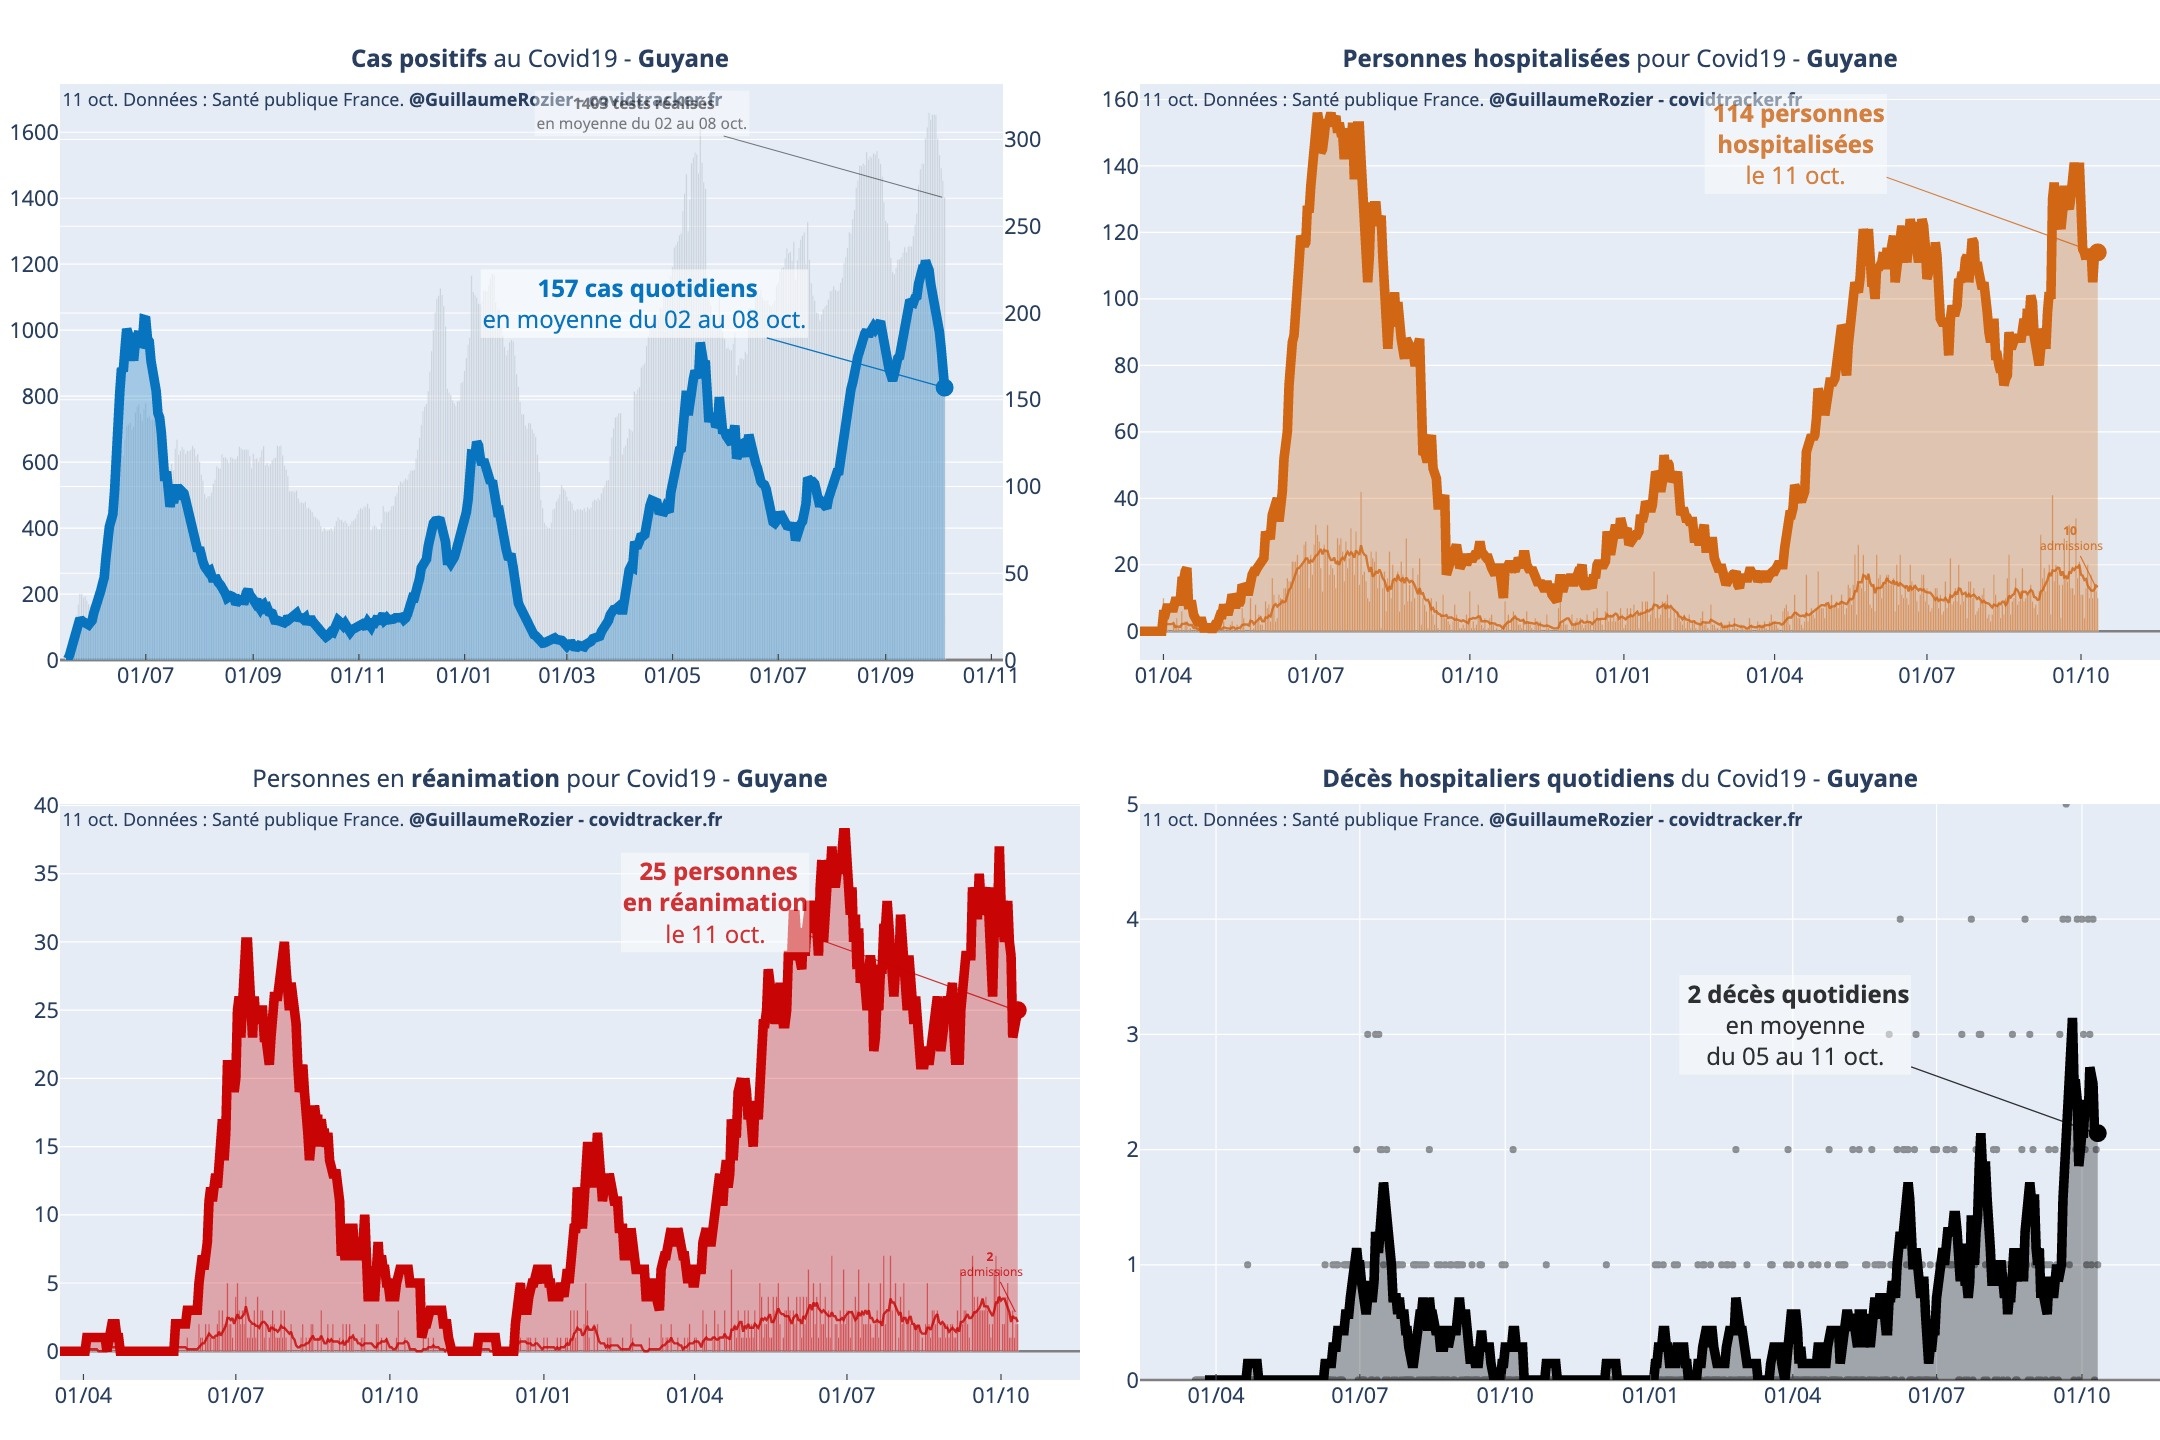 Cas positifs au Covid19 - Guyane
11 oct. Données : Santé publique France. @GuillaumeRozier - covidtracker.fr
1403 tests réalisés
en moyenne du 02 au 08 oct.
157 cas quotidiens
en moyenne du 02 au 08 oct.
1600
1400
1200
1000
800
600
400
200
0
300
250
200
150
100
50
0
01/07 01/09 01/11 01/01 01/03 01/05 01/07 01/09 01/11
Personnes hospitalisées pour Covid19 - Guyane
11 oct. Données : Santé publique France. @GuillaumeRozier - covidtracker.fr
114 personnes
hospitalisées
le 11 oct.
10
admissions
160
140
120
100
80
60
40
20
0
01/04 01/07 01/10 01/01 01/04 01/07 01/10
Personnes en réanimation pour Covid19 - Guyane
11 oct. Données : Santé publique France. @GuillaumeRozier - covidtracker.fr
25 personnes
en réanimation
le 11 oct.
2
admissions
40
35
30
25
20
15
10
5
0
01/04 01/07 01/10 01/01 01/04 01/07 01/10
Décès hospitaliers quotidiens du Covid19 - Guyane
11 oct. Données : Santé publique France. @GuillaumeRozier - covidtracker.fr
2 décès quotidiens
en moyenne
du 05 au 11 oct.
5
4
3
2
1
0
01/04 01/07 01/10 01/01 01/04 01/07 01/10